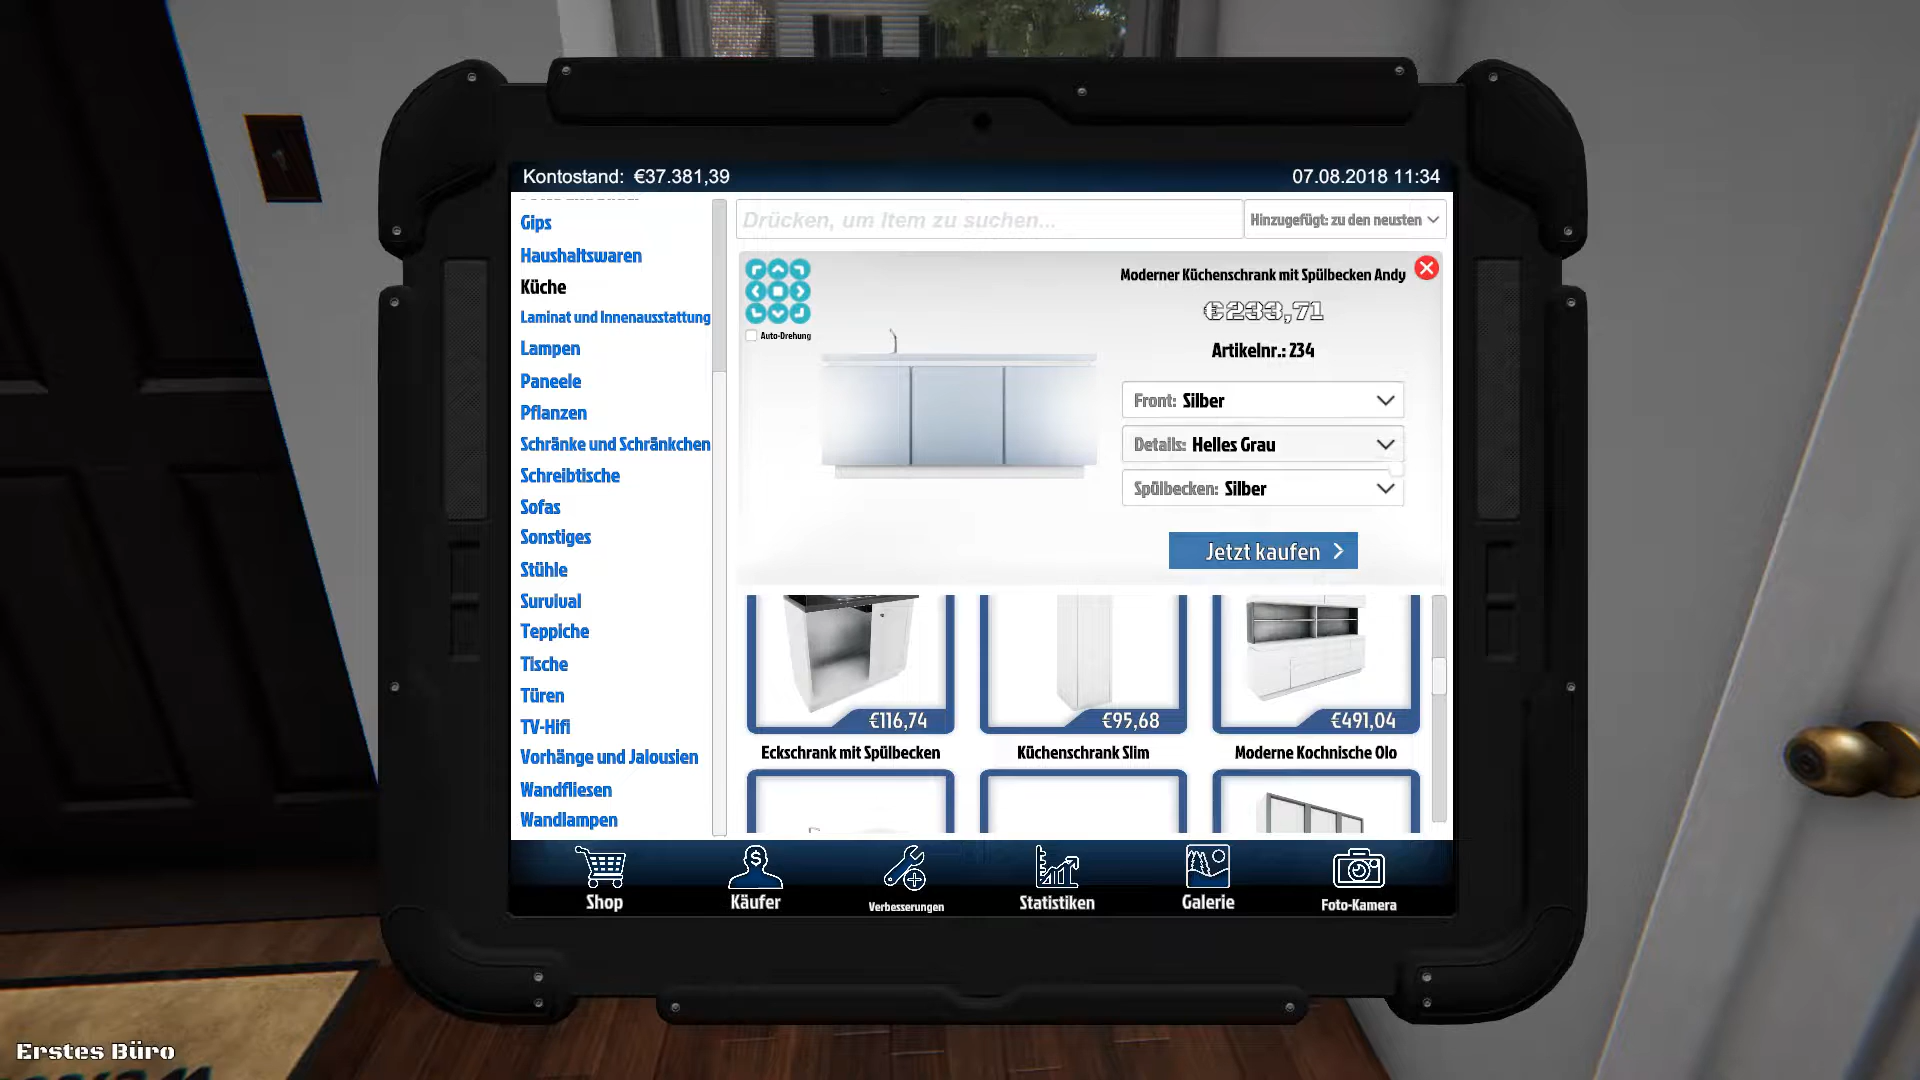 Kontostand: €37.381,39
07.08.2018 11:34
Gips
Haushaltswaren
Küche
Laminat und Innenausstattung
Lampen
Paneele
Pflanzen
Schränke und Schränkchen
Schreibtische
Sofas
Sonstiges
Stühle
Survival
Teppiche
Tische
Türen
TV-Hifi
Vorhänge und Jalousien
Wandfliesen
Wandlampen
Drücken, um Item zu suchen...
Hinzugefügt: zu den neusten
Auto-Drehung
Moderner Küchenschrank mit Spülbecken Andy
€233,71
Artikelnr.: 234
Front: Silber
Details: Helles Grau
Spülbecken: Silber
Jetzt kaufen
€116,74
€95,68
€491,04
Eckschrank mit Spülbecken
Küchenschrank Slim
Moderne Kochnische Olo
Shop
Käufer
Verbesserungen
Statistiken
Galerie
Foto-Kamera
Erstes Büro